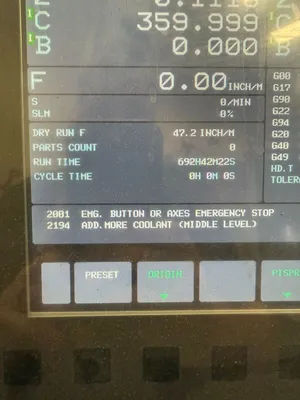 C 359.999
B 0.000
F 0.00 INCH/M
S 0/MIN
SLM 0%
DRY RUN F 47.2 INCH/M
PARTS COUNT 0
RUN TIME 692H42M22S
CYCLE TIME 0H 0M 0S
G00
G17
G90
G22
G94
G20
G40
G49
HD.T
TOLER
2001 EMG. BUTTON OR AXES EMERGENCY STOP
2194 ADD.MORE COOLANT (MIDDLE LEVEL)
PRESET ORIGIN PISPR